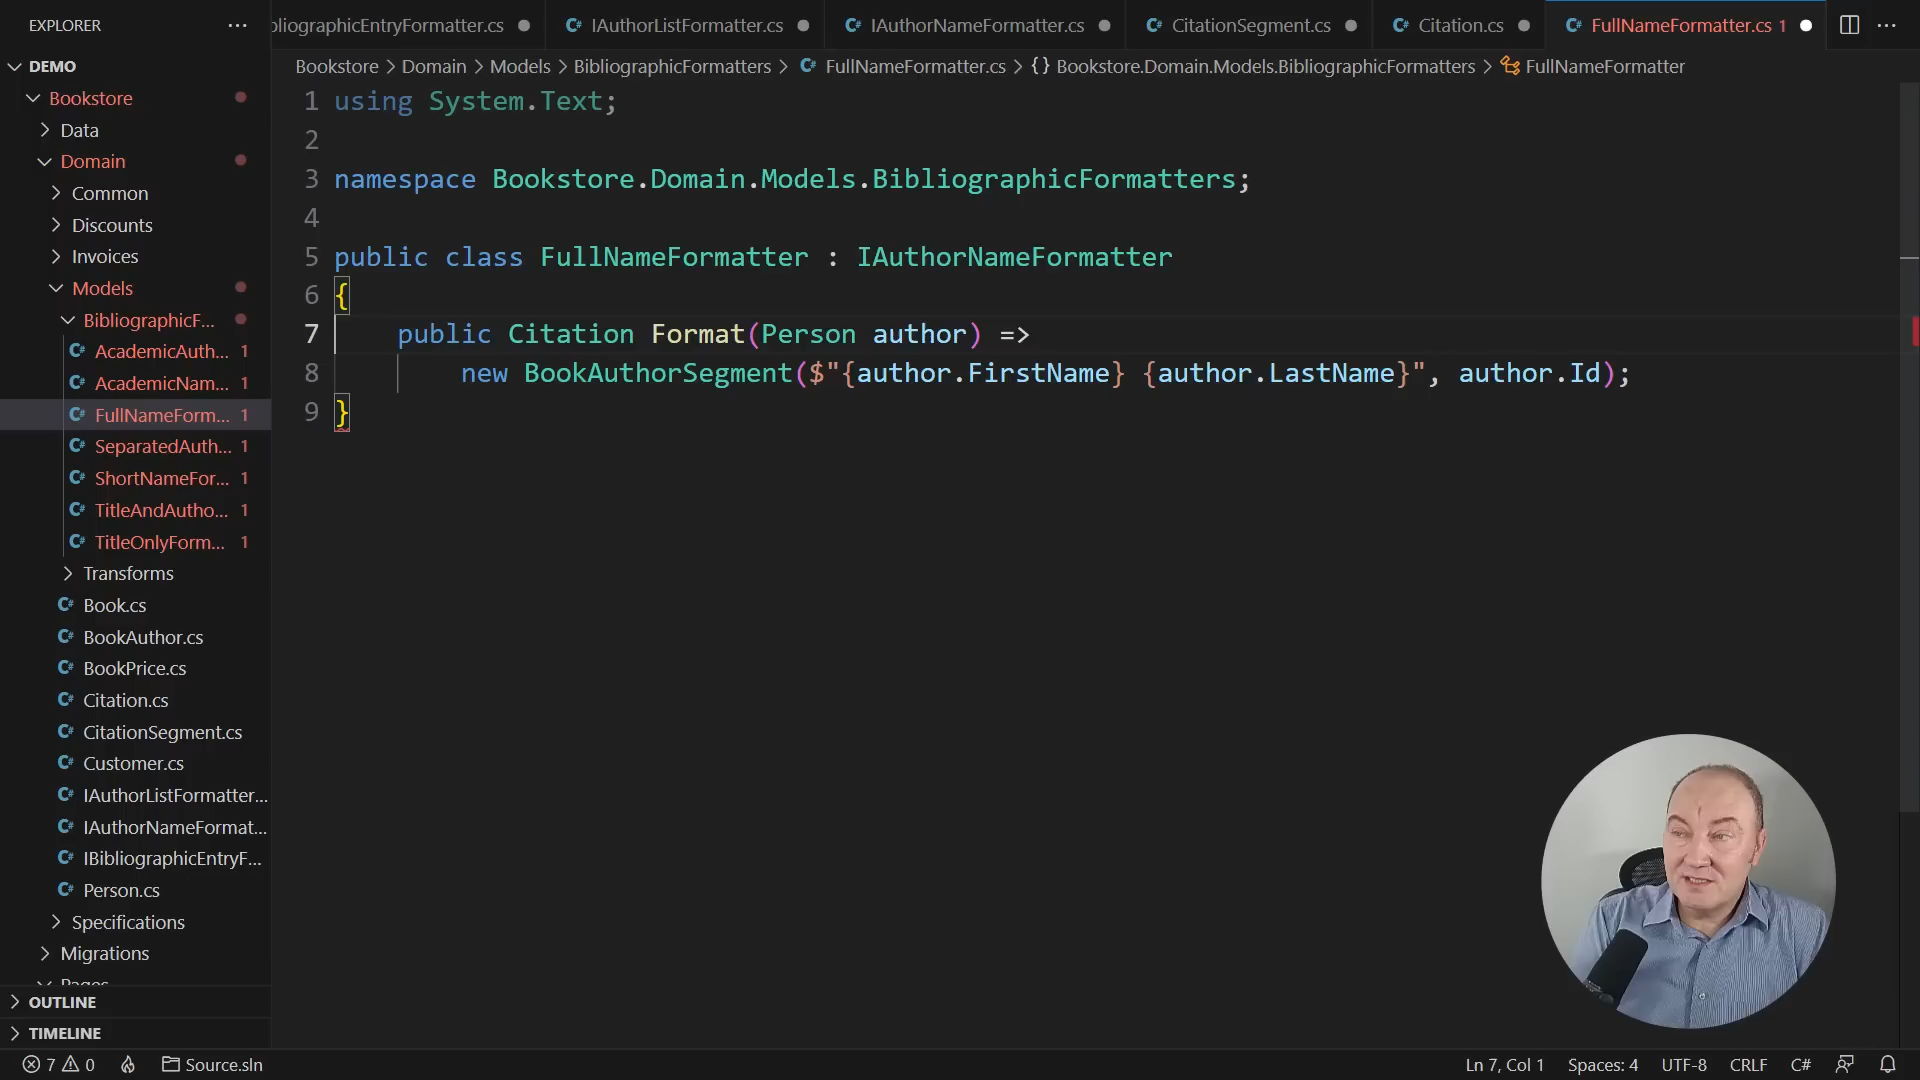 EXPLORER
bliographicEntryFormatter.cs
IAuthorListFormatter.cs
IAuthorNameFormatter.cs
CitationSegment.cs
Citation.cs
FullNameFormatter.cs 1
DEMO
Bookstore > Domain > Models > BibliographicFormatters > C# FullNameFormatter.cs > {} Bookstore.Domain.Models.BibliographicFormatters > FullNameFormatter
Bookstore
Data
Domain
Common
Discounts
Invoices
Models
BibliographicF...
C# AcademicAuth... 1
C# AcademicNam... 1
C# FullNameForm... 1
C# SeparatedAuth... 1
C# ShortNameFor... 1
C# TitleAndAutho... 1
C# TitleOnlyForm... 1
Transforms
C# Book.cs
C# BookAuthor.cs
C# BookPrice.cs
C# Citation.cs
C# CitationSegment.cs
C# Customer.cs
C# IAuthorListFormatter...
C# IAuthorNameFormat...
C# IBibliographicEntryF...
C# Person.cs
Specifications
Migrations
Pages
OUTLINE
TIMELINE
1 using System.Text;
2
3 namespace Bookstore.Domain.Models.BibliographicFormatters;
4
5 public class FullNameFormatter : IAuthorNameFormatter
6 {
7 public Citation Format(Person author) =>
8 new BookAuthorSegment($"{author.FirstName} {author.LastName}", author.Id);
9 }
7 0 Source.sln
Ln 7, Col 1 Spaces: 4 UTF-8 CRLF C#